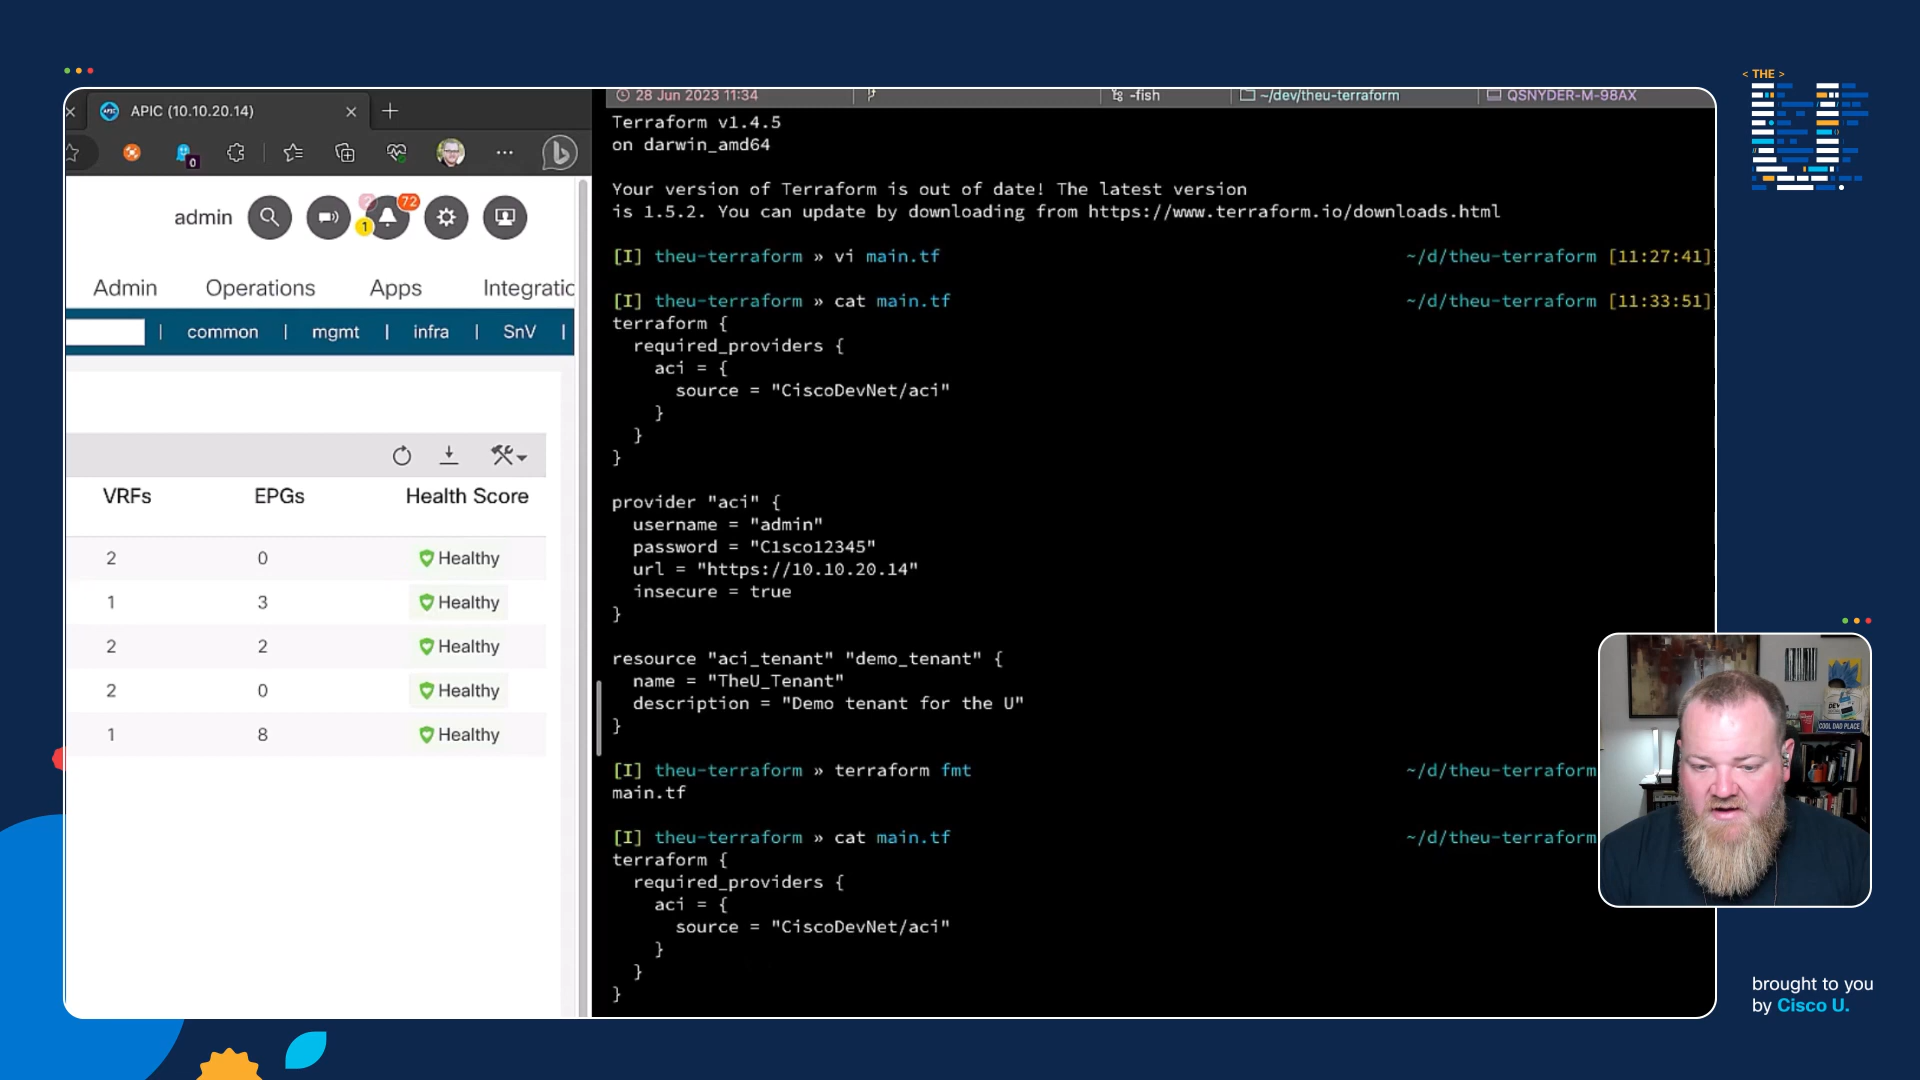 < THE >
APIC (10.10.20.14)
0
admin
72
1
Admin Operations Apps Integratio
| common | mgmt | infra | SnV |
VRFs EPGs Health Score
2 0 Healthy
1 3 Healthy
2 2 Healthy
2 0 Healthy
1 8 Healthy
28 Jun 2023 11:34 -fish ~/dev/theu-terraform QSNYDER-M-98AX
Terraform v1.4.5
on darwin_amd64
Your version of Terraform is out of date! The latest version
is 1.5.2. You can update by downloading from https://www.terraform.io/downloads.html
[I] theu-terraform » vi main.tf ~/d/theu-terraform [11:27:41]
[I] theu-terraform » cat main.tf ~/d/theu-terraform [11:33:51]
terraform {
  required_providers {
    aci = {
      source = "CiscoDevNet/aci"
    }
  }
}
provider "aci" {
  username = "admin"
  password = "C1sco12345"
  url = "https://10.10.20.14"
  insecure = true
}
resource "aci_tenant" "demo_tenant" {
  name = "TheU_Tenant"
  description = "Demo tenant for the U"
}
[I] theu-terraform » terraform fmt ~/d/theu-terraform
main.tf
[I] theu-terraform » cat main.tf ~/d/theu-terraform
terraform {
  required_providers {
    aci = {
      source = "CiscoDevNet/aci"
    }
  }
}
COOL DAD PLACE
brought to you
by Cisco U.